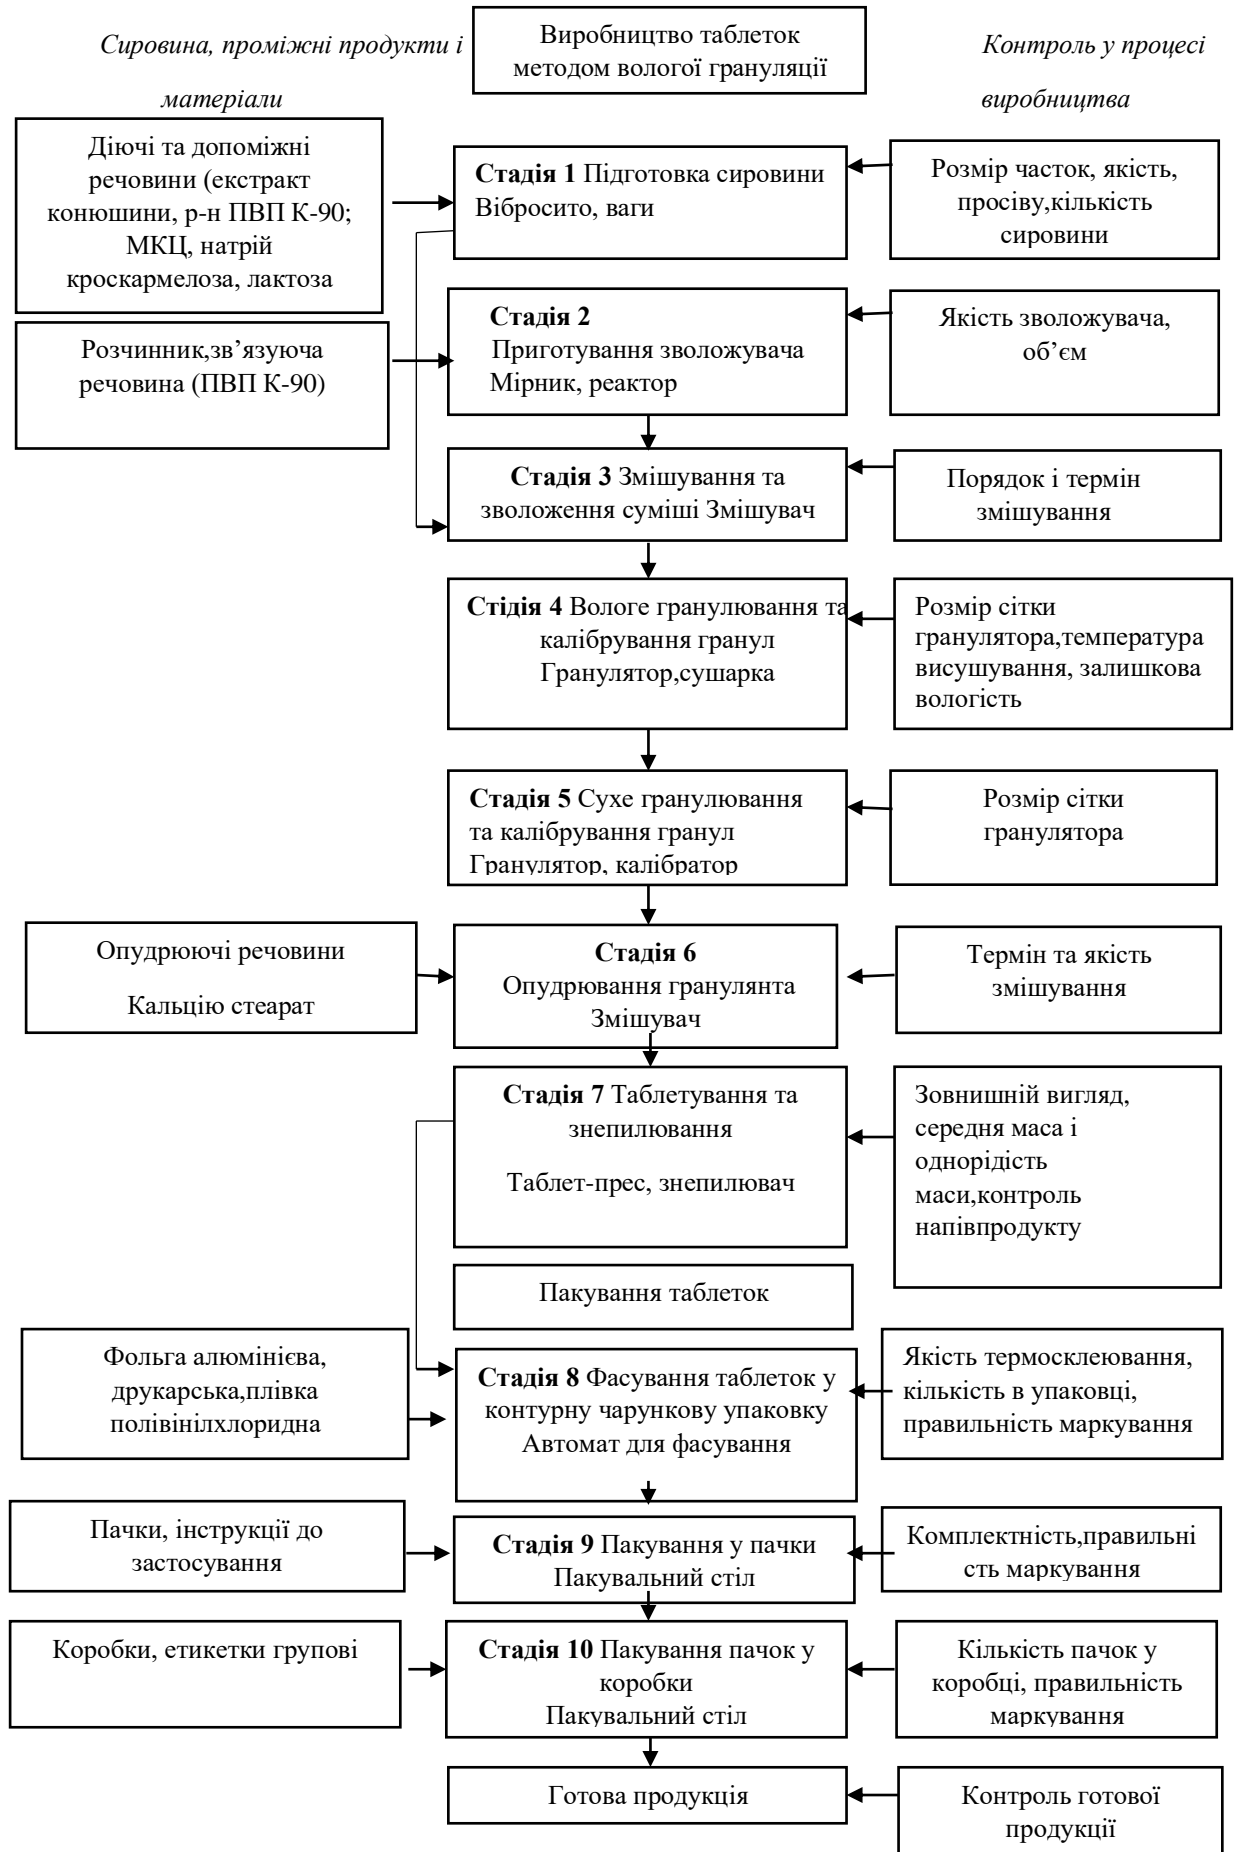 Сировина, проміжні продукти і
матеріали
Виробництво таблеток
методом вологої грануляції
Контроль у процесі
виробництва
Діючі та допоміжні
речовини (екстракт
конюшини, р-н ПВП К-90;
МКЦ, натрій
кроскармелоза, лактоза
Стадія 1 Підготовка сировини
Вібросито, ваги
Розмір часток, якість,
просіву,кількість
сировини
Розчинник,зв’язуюча
речовина (ПВП К-90)
Стадія 2
Приготування зволожувача
Мірник, реактор
Якість зволожувача,
об’єм
Стадія 3 Змішування та
зволоження суміші Змішувач
Порядок і термін
змішування
Стідія 4 Вологе гранулювання та
калібрування гранул
Гранулятор,сушарка
Розмір сітки
гранулятора,температура
висушування, залишкова
вологість
Стадія 5 Сухе гранулювання
та калібрування гранул
Гранулятор, калібратор
Розмір сітки
гранулятора
Опудрюючі речовини
Кальцію стеарат
Стадія 6
Опудрювання гранулянта
Змішувач
Термін та якість
змішування
Стадія 7 Таблетування та
знепилювання
Таблет-прес, знепилювач
Зовнишній вигляд,
середня маса і
однорідість
маси,контроль
напівпродукту
Пакування таблеток
Фольга алюмінієва,
друкарська,плівка
полівінілхлоридна
Стадія 8 Фасування таблеток у
контурну чарункову упаковку
Автомат для фасування
Якість термосклеювання,
кількість в упаковці,
правильність маркування
Пачки, інструкції до
застосування
Стадія 9 Пакування у пачки
Пакувальний стіл
Комплектність,правильні
сть маркування
Коробки, етикетки групові
Стадія 10 Пакування пачок у
коробки
Пакувальний стіл
Кількість пачок у
коробці, правильність
маркування
Готова продукція
Контроль готової
продукції